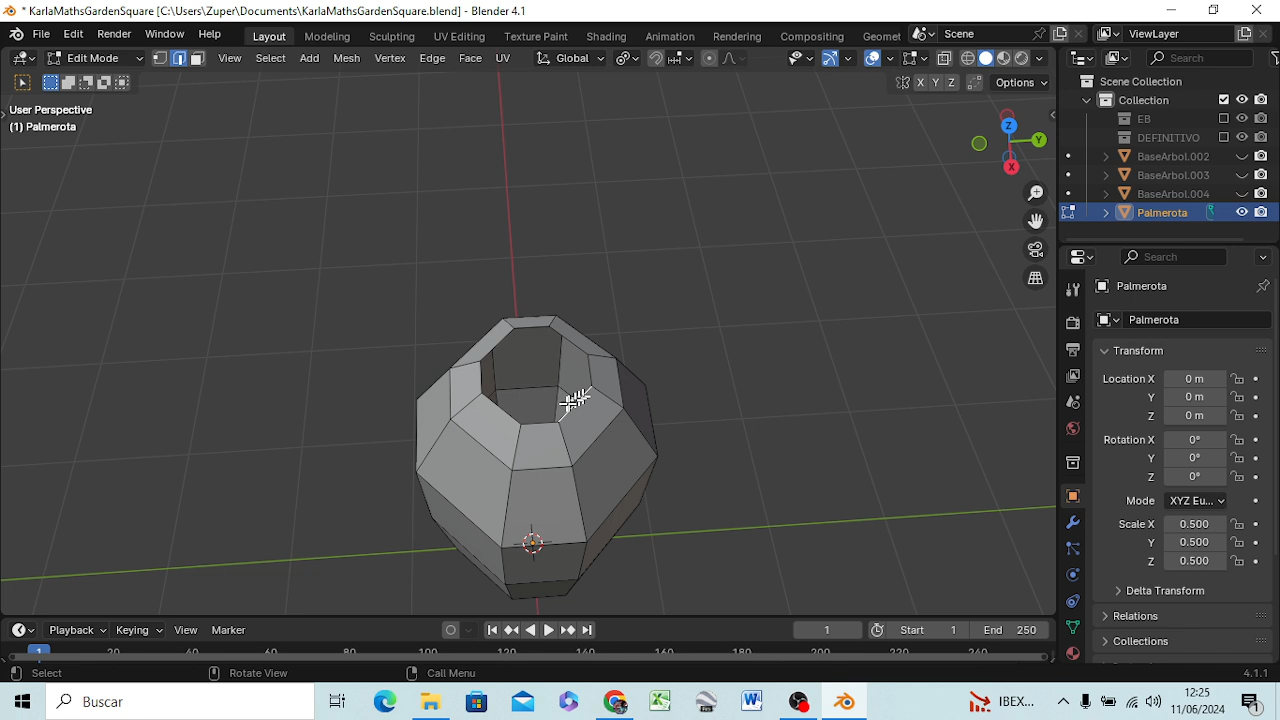 * KarlaMathsGardenSquare [C:\Users\Zuper\Documents\KarlaMathsGardenSquare.blend] - Blender 4.1
File Edit Render Window Help Layout Modeling Sculpting UV Editing Texture Paint Shading Animation Rendering Compositing Geomet Scene ViewLayer
Edit Mode View Select Add Mesh Vertex Edge Face UV Global Search
X Y Z Options
User Perspective
(1) Palmerota
Z
Y
X
Scene Collection
Collection
EB
DEFINITIVO
BaseArbol.002
BaseArbol.003
BaseArbol.004
Palmerota
Search
Palmerota
Palmerota
Transform
Location X 0 m
Y 0 m
Z 0 m
Rotation X 0°
Y 0°
Z 0°
Mode XYZ Eu...
Scale X 0.500
Y 0.500
Z 0.500
Delta Transform
Relations
Collections
Playback Keying View Marker 1 Start 1 End 250
1 20 40 60 80 100 120 140 160 180 200 220 240
Select Rotate View Call Menu 4.1.1
Buscar IBEX... 12:25
11/06/2024 1